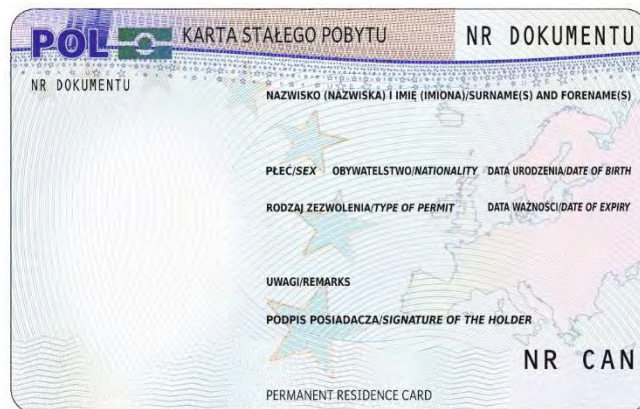 POL KARTA STAŁEGO POBYTU NR DOKUMENTU
NR DOKUMENTU
NAZWISKO (NAZWISKA) I IMIĘ (IMIONA)/SURNAME(S) AND FORENAME(S)
PŁEĆ/SEX OBYWATELSTWO/NATIONALITY DATA URODZENIA/DATE OF BIRTH
RODZAJ ZEZWOLENIA/TYPE OF PERMIT DATA WAŻNOŚCI/DATE OF EXPIRY
UWAGI/REMARKS
PODPIS POSIADACZA/SIGNATURE OF THE HOLDER
NR CAN
PERMANENT RESIDENCE CARD